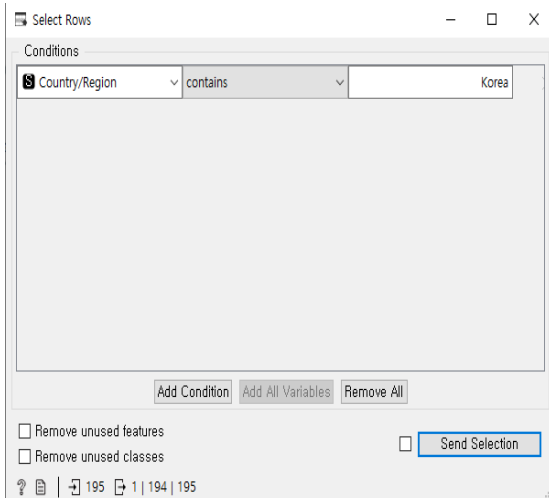 Select Rows
Conditions
S Country/Region contains Korea
Add Condition Add All Variables Remove All
Remove unused features
Remove unused classes
Send Selection
? 195 1 | 194 | 195